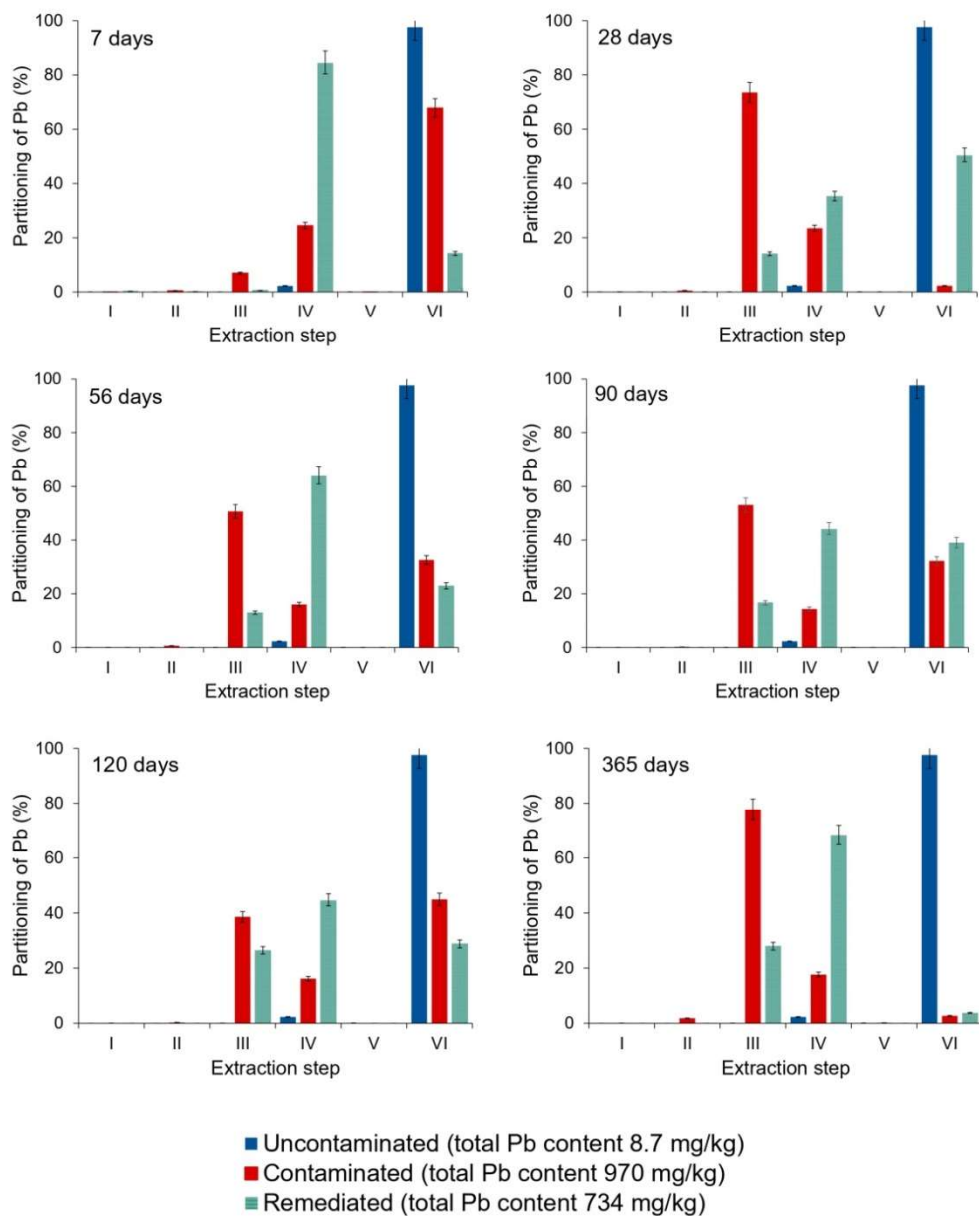 7 days
Partitioning of Pb (%)
100
80
60
40
20
0
I II III IV V VI
Extraction step
28 days
Paritioning of Pb (%)
100
80
60
40
20
0
I II III IV V VI
Extraction step
56 days
Partitioning of Pb (%)
100
80
60
40
20
0
I II III IV V VI
Extraction step
90 days
Partitioning of Pb (%)
100
80
60
40
20
0
I II III IV V VI
Extraction step
120 days
Partitioning of Pb (%)
100
80
60
40
20
0
I II III IV V VI
Extraction step
365 days
Partitioning of Pb (%)
100
80
60
40
20
0
I II III IV V VI
Extraction step
Uncontaminated (total Pb content 8.7 mg/kg)
Contaminated (total Pb content 970 mg/kg)
Remediated (total Pb content 734 mg/kg)